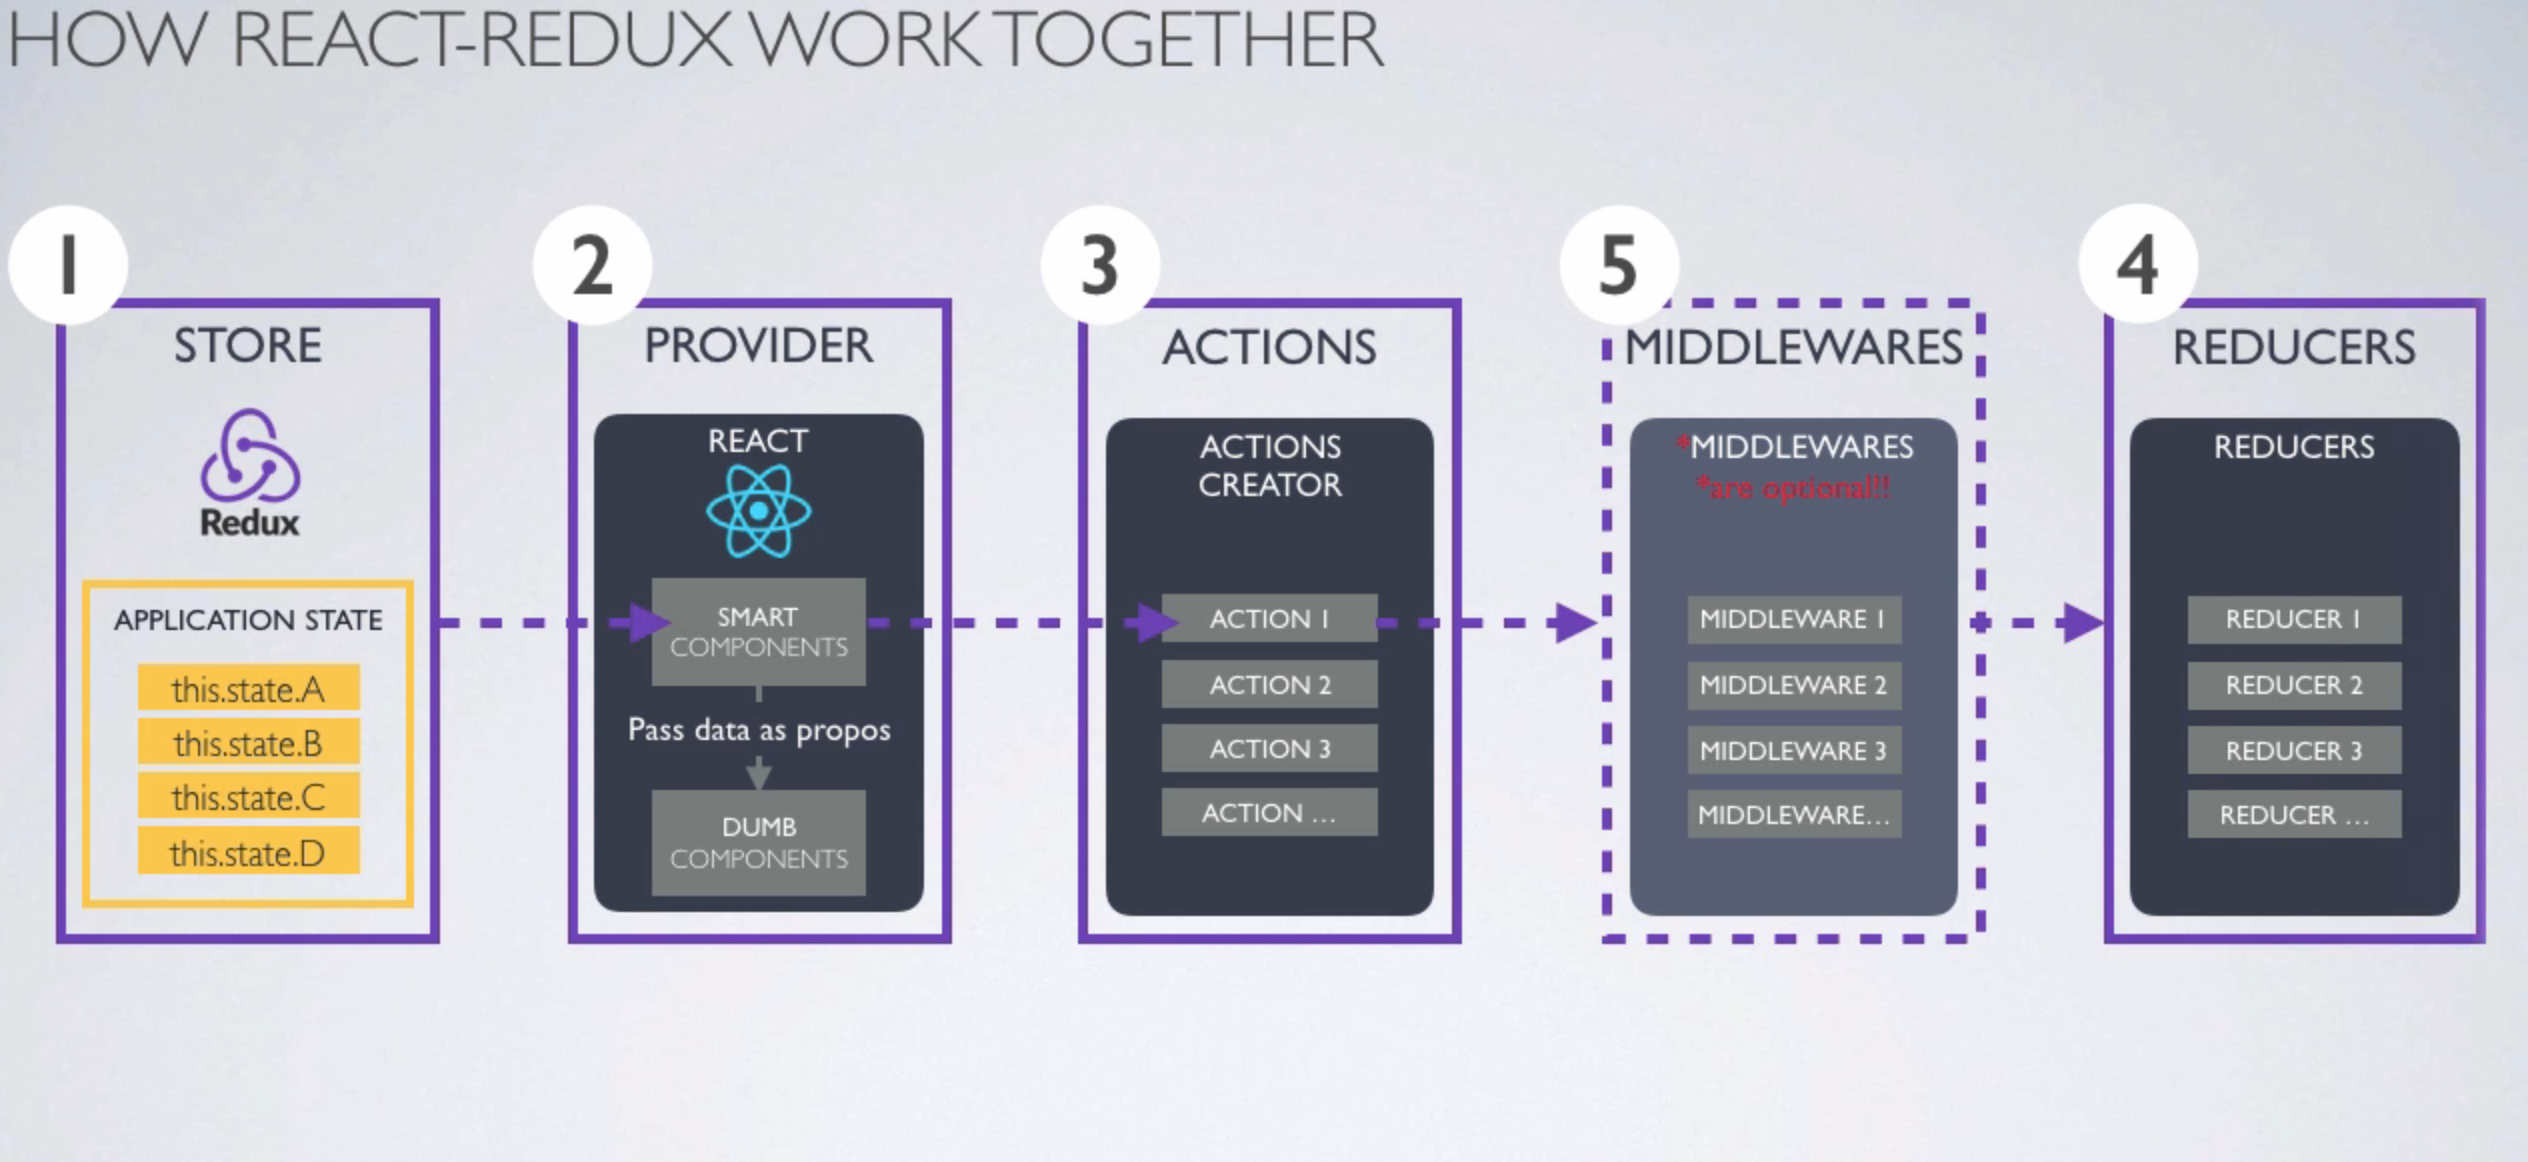 HOW REACT-REDUX WORK TOGETHER
1
STORE
Redux
APPLICATION STATE
this.state.A
this.state.B
this.state.C
this.state.D
2
PROVIDER
REACT
SMART
COMPONENTS
Pass data as propos
DUMB
COMPONENTS
3
ACTIONS
ACTIONS
CREATOR
ACTION 1
ACTION 2
ACTION 3
ACTION ...
5
MIDDLEWARES
*MIDDLEWARES
*are optional!!
MIDDLEWARE 1
MIDDLEWARE 2
MIDDLEWARE 3
MIDDLEWARE...
4
REDUCERS
REDUCERS
REDUCER 1
REDUCER 2
REDUCER 3
REDUCER ...